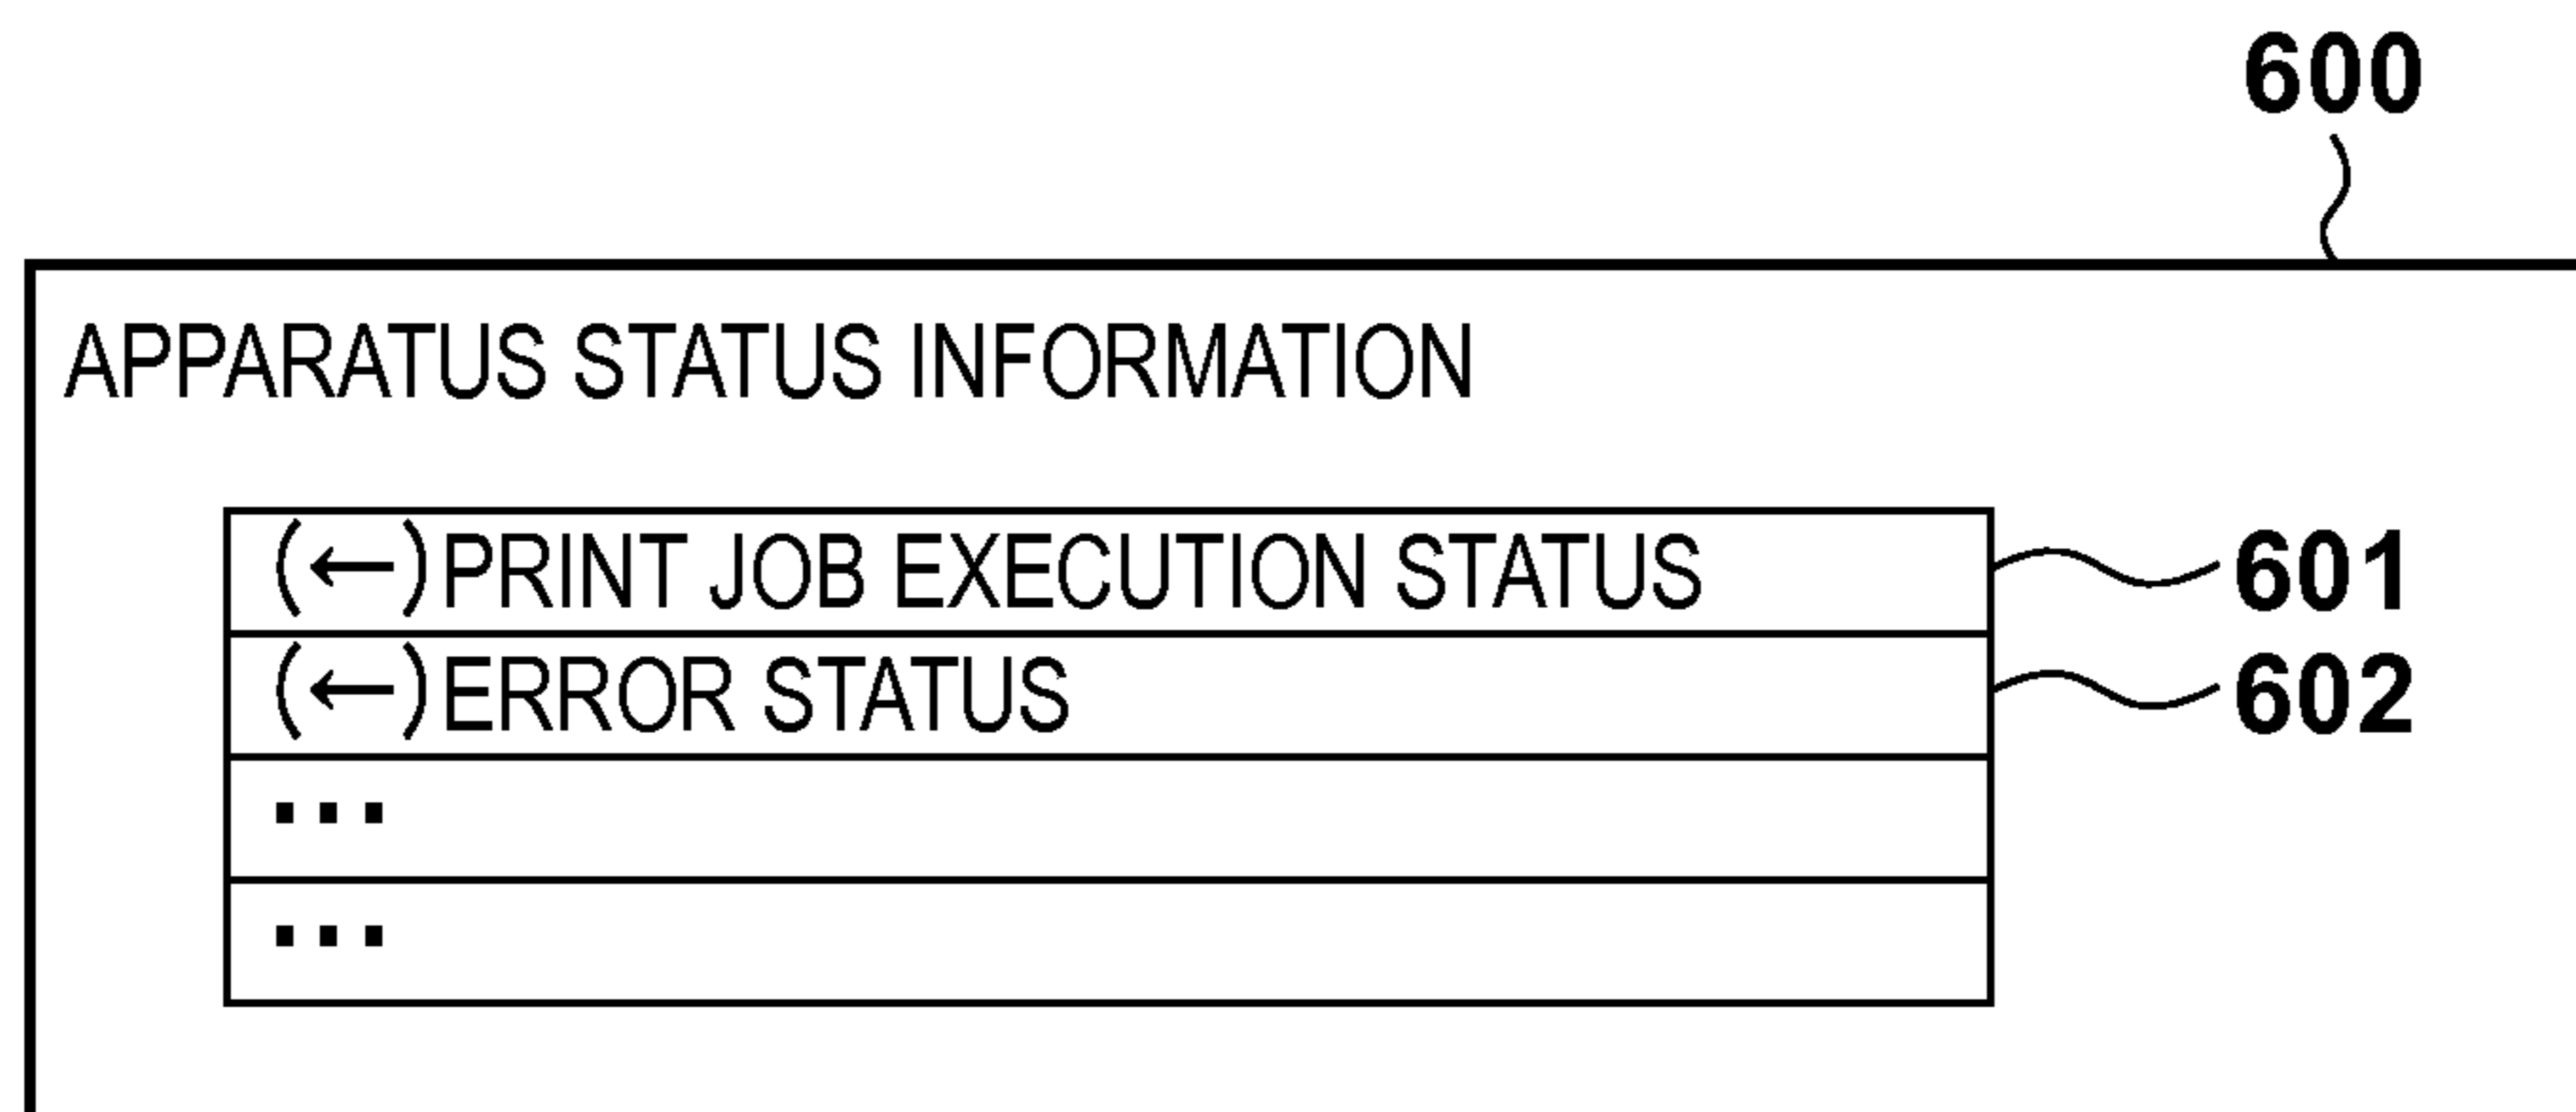 600
APPARATUS STATUS INFORMATION
(←)PRINT JOB EXECUTION STATUS 601
(←)ERROR STATUS 602
...
...